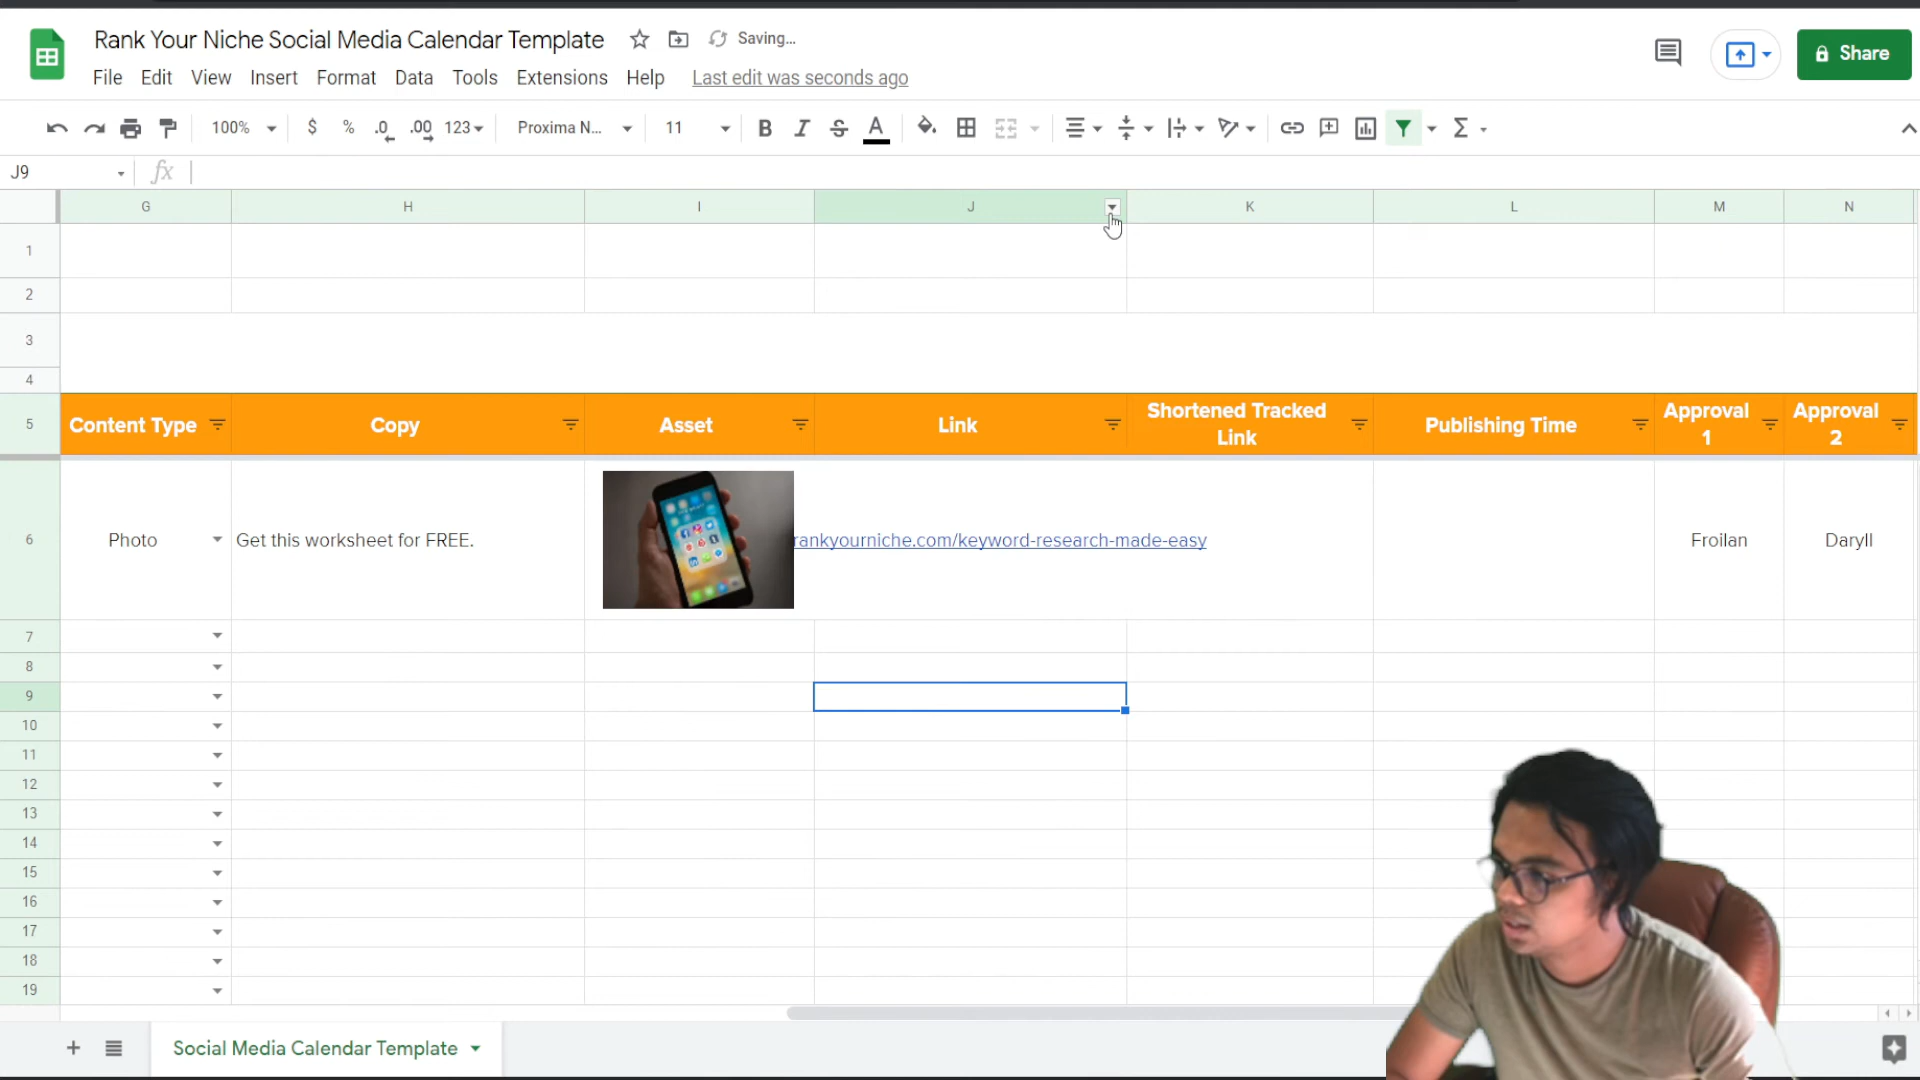 Rank Your Niche Social Media Calendar Template Saving...
File Edit View Insert Format Data Tools Extensions Help Last edit was seconds ago
Share
100% $ % .0 .00 123 Proxima N... 11 B I S A Σ
J9 fx
G H I J K L M N
1
2
3
4
5 Content Type Copy Asset Link Shortened Tracked Link Publishing Time Approval 1 Approval 2
6 Photo Get this worksheet for FREE. rankyourniche.com/keyword-research-made-easy Froilan Daryll
7
8
9
10
11
12
13
14
15
16
17
18
19
+ Social Media Calendar Template